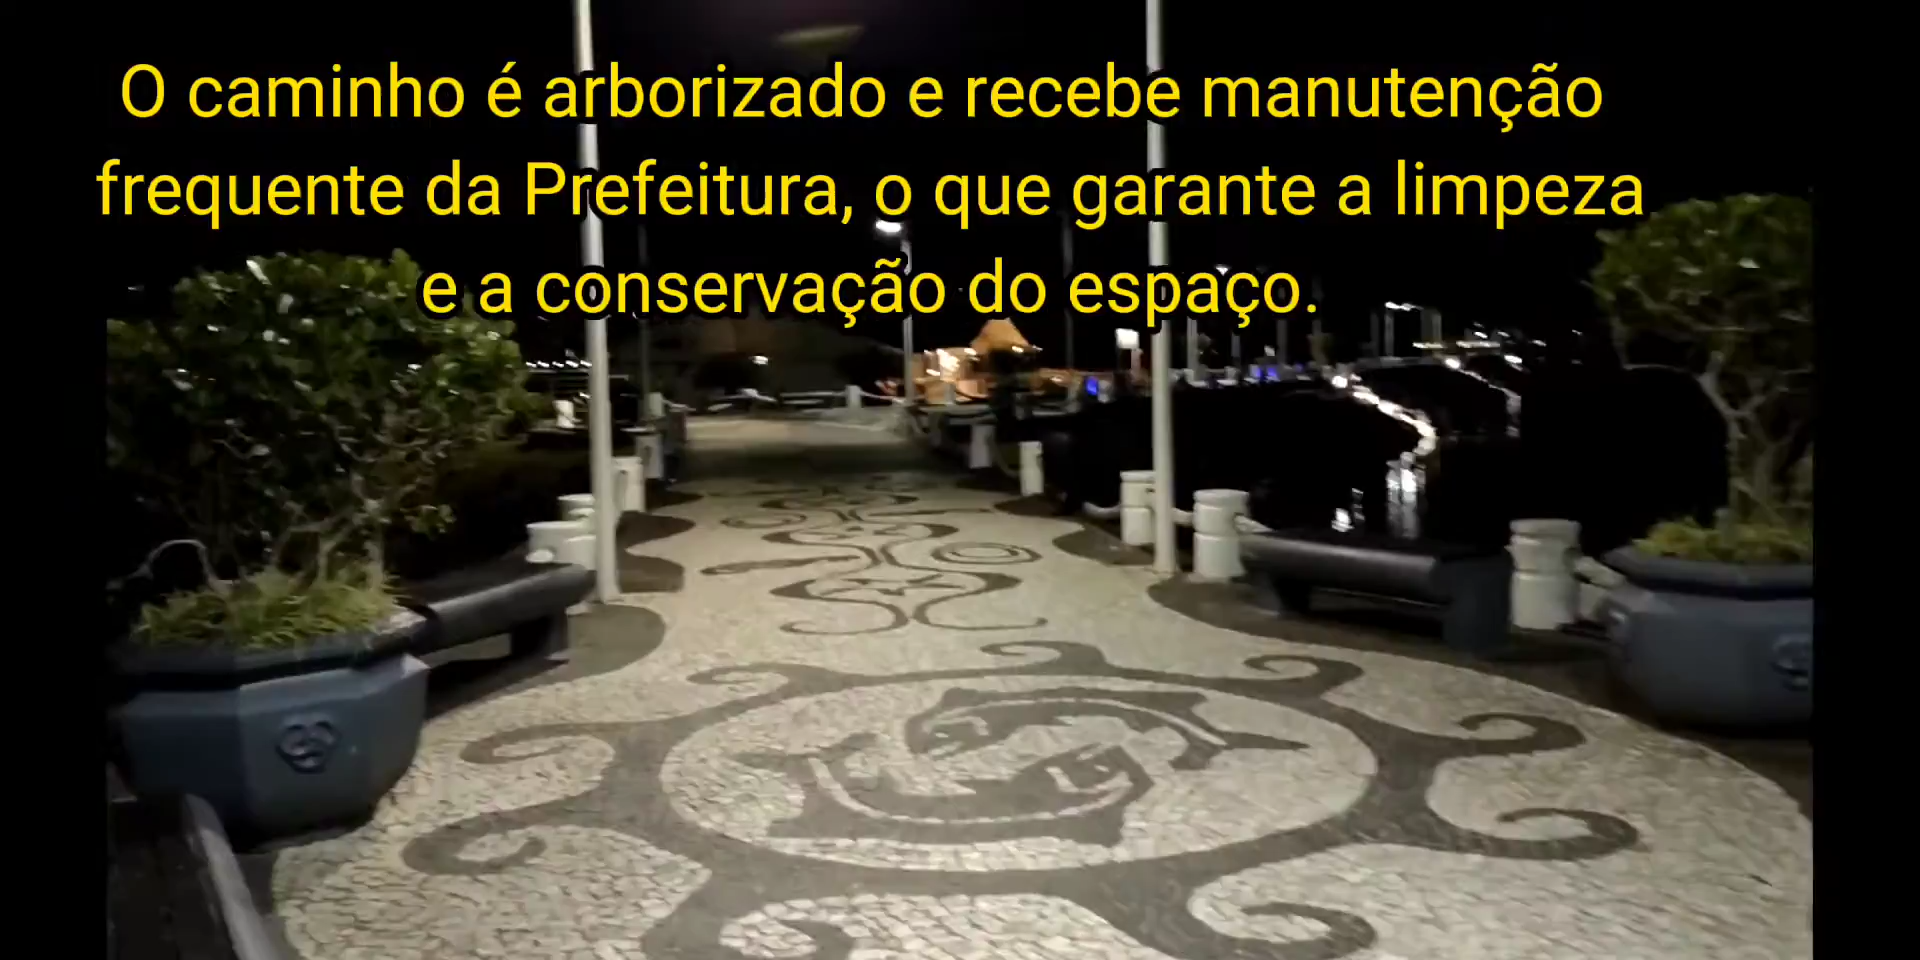 O caminho é arborizado e recebe manutenção
frequente da Prefeitura, o que garante a limpeza
e a conservação do espaço.